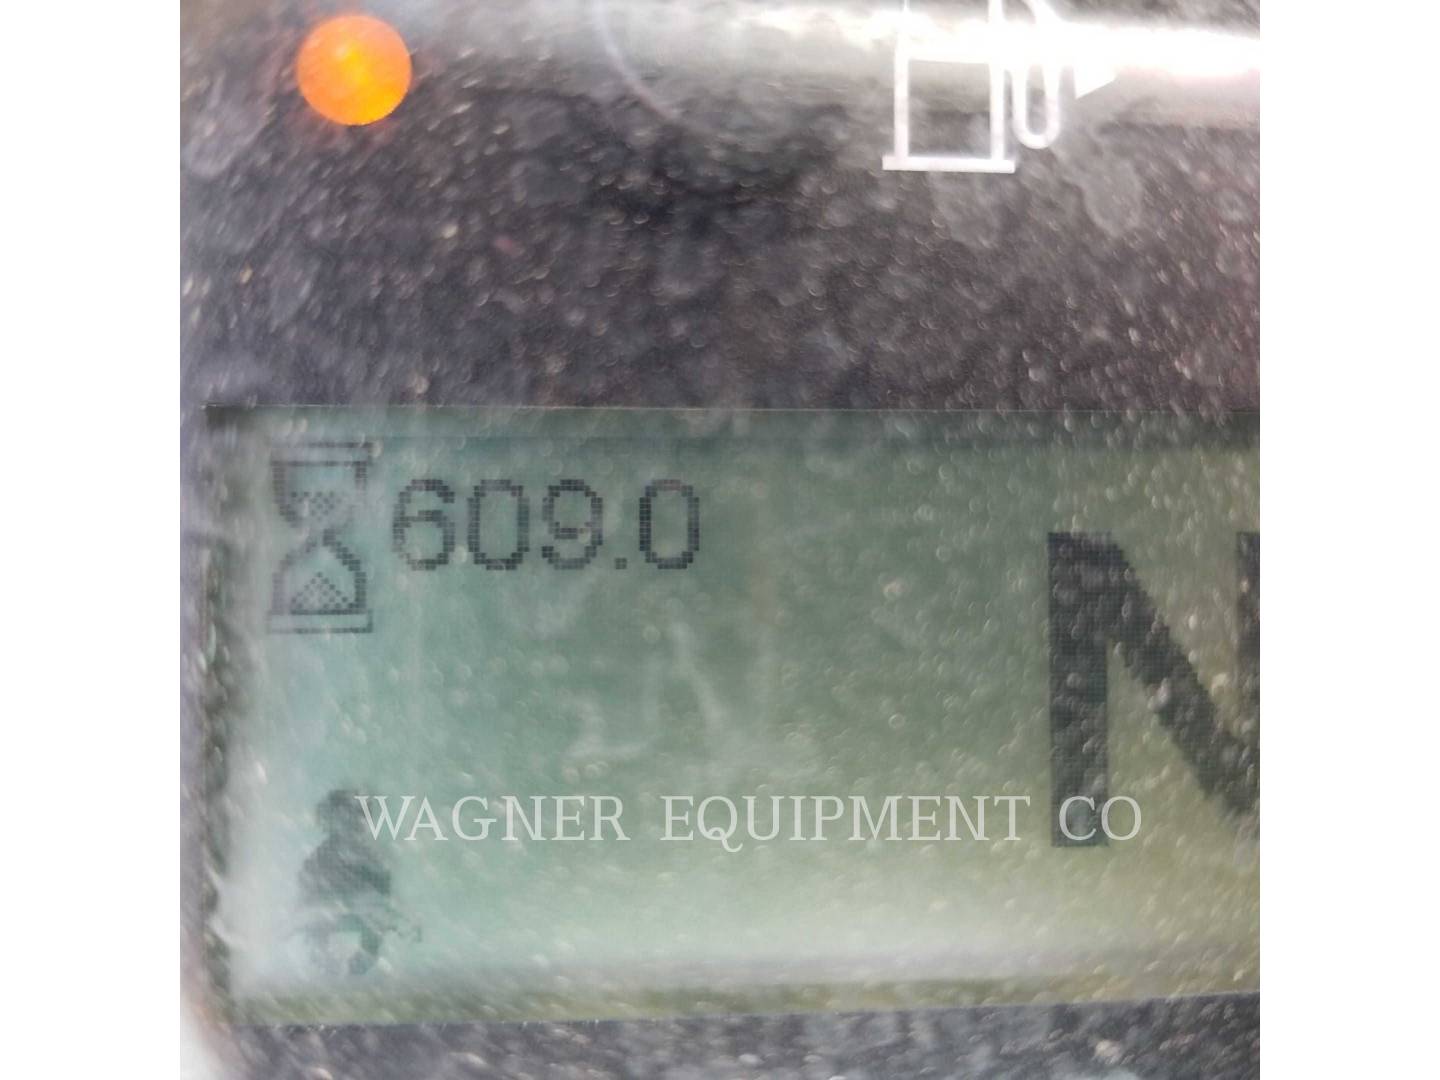 609.0
N
WAGNER EQUIPMENT CO